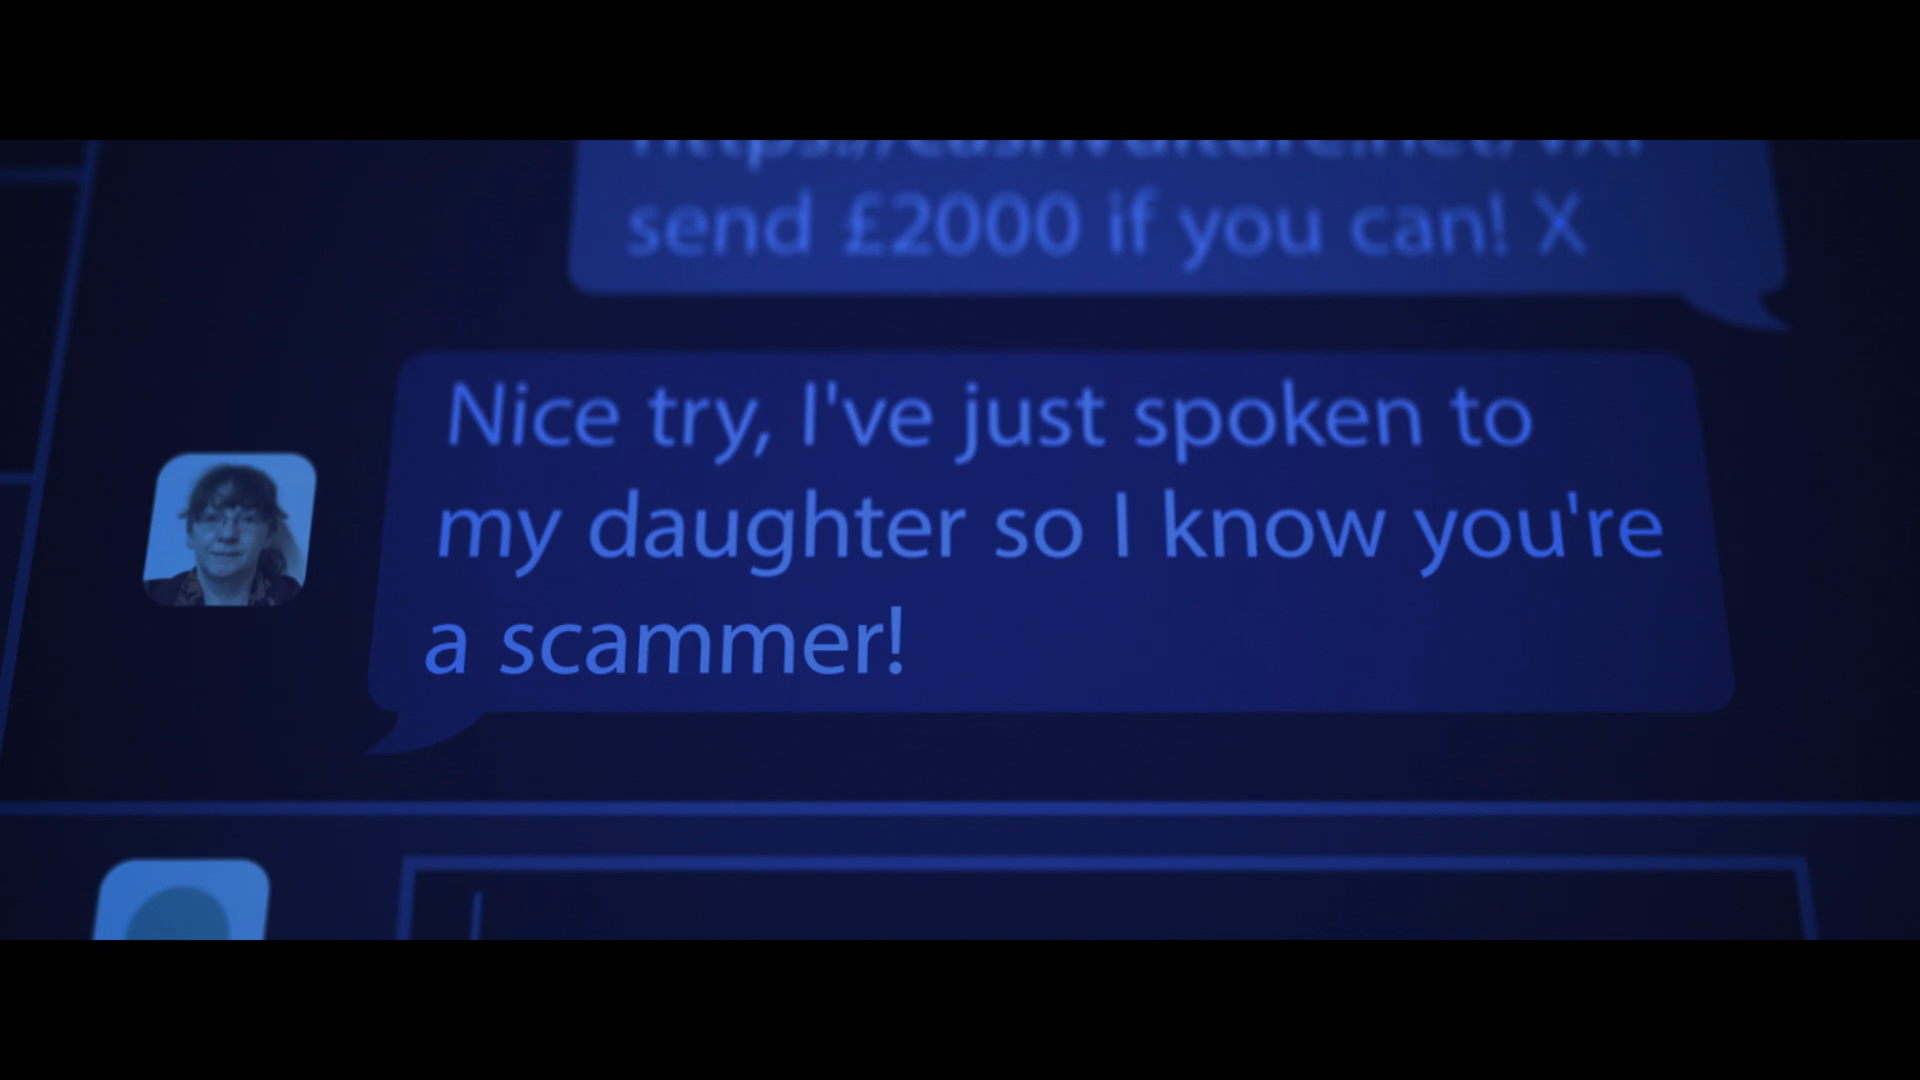 send £2000 if you can! X
Nice try, I've just spoken to
my daughter so I know you're
a scammer!